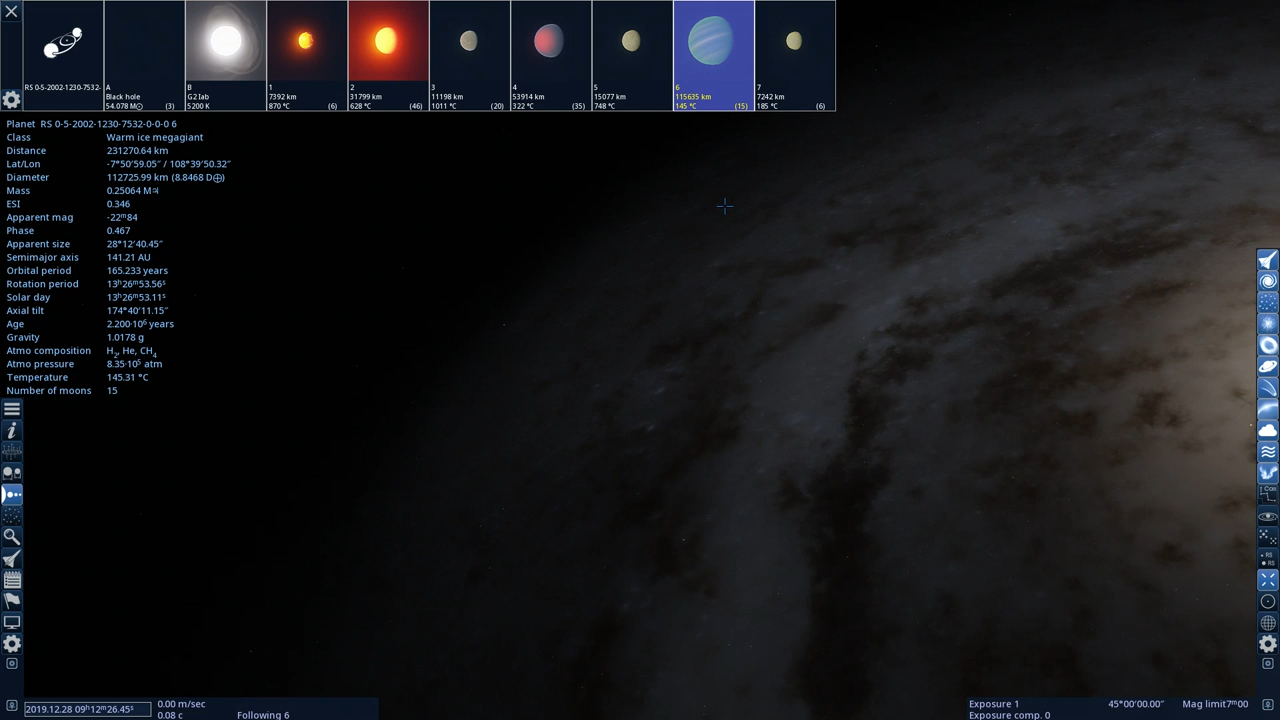 RS 0-5-2002-1230-7532-
A
Black hole
54.078 M☉ (3)
B
G2 Iab
5200 K
1
7392 km
870 °C (6)
2
31799 km
628 °C (46)
3
11198 km
1011 °C (20)
4
53914 km
322 °C (35)
5
15077 km
748 °C
6
115635 km
145 °C (15)
7
7242 km
185 °C (6)
Planet RS 0-5-2002-1230-7532-0-0-0 6
Class Warm ice megagiant
Distance 231270.64 km
Lat/Lon -7°50′59.05″ / 108°39′50.32″
Diameter 112725.99 km (8.8468 D⊕)
Mass 0.25064 M♃
ESI 0.346
Apparent mag -22ᵐ84
Phase 0.467
Apparent size 28°12′40.45″
Semimajor axis 141.21 AU
Orbital period 165.233 years
Rotation period 13ʰ26ᵐ53.56ˢ
Solar day 13ʰ26ᵐ53.11ˢ
Axial tilt 174°40′11.15″
Age 2.200·10⁶ years
Gravity 1.0178 g
Atmo composition H₂, He, CH₄
Atmo pressure 8.35·10⁵ atm
Temperature 145.31 °C
Number of moons 15
2019.12.28 09ʰ12ᵐ26.45ˢ
0.00 m/sec
0.08 c Following 6
Exposure 1 45°00′00.00″ Mag limit 7ᵐ00
Exposure comp. 0